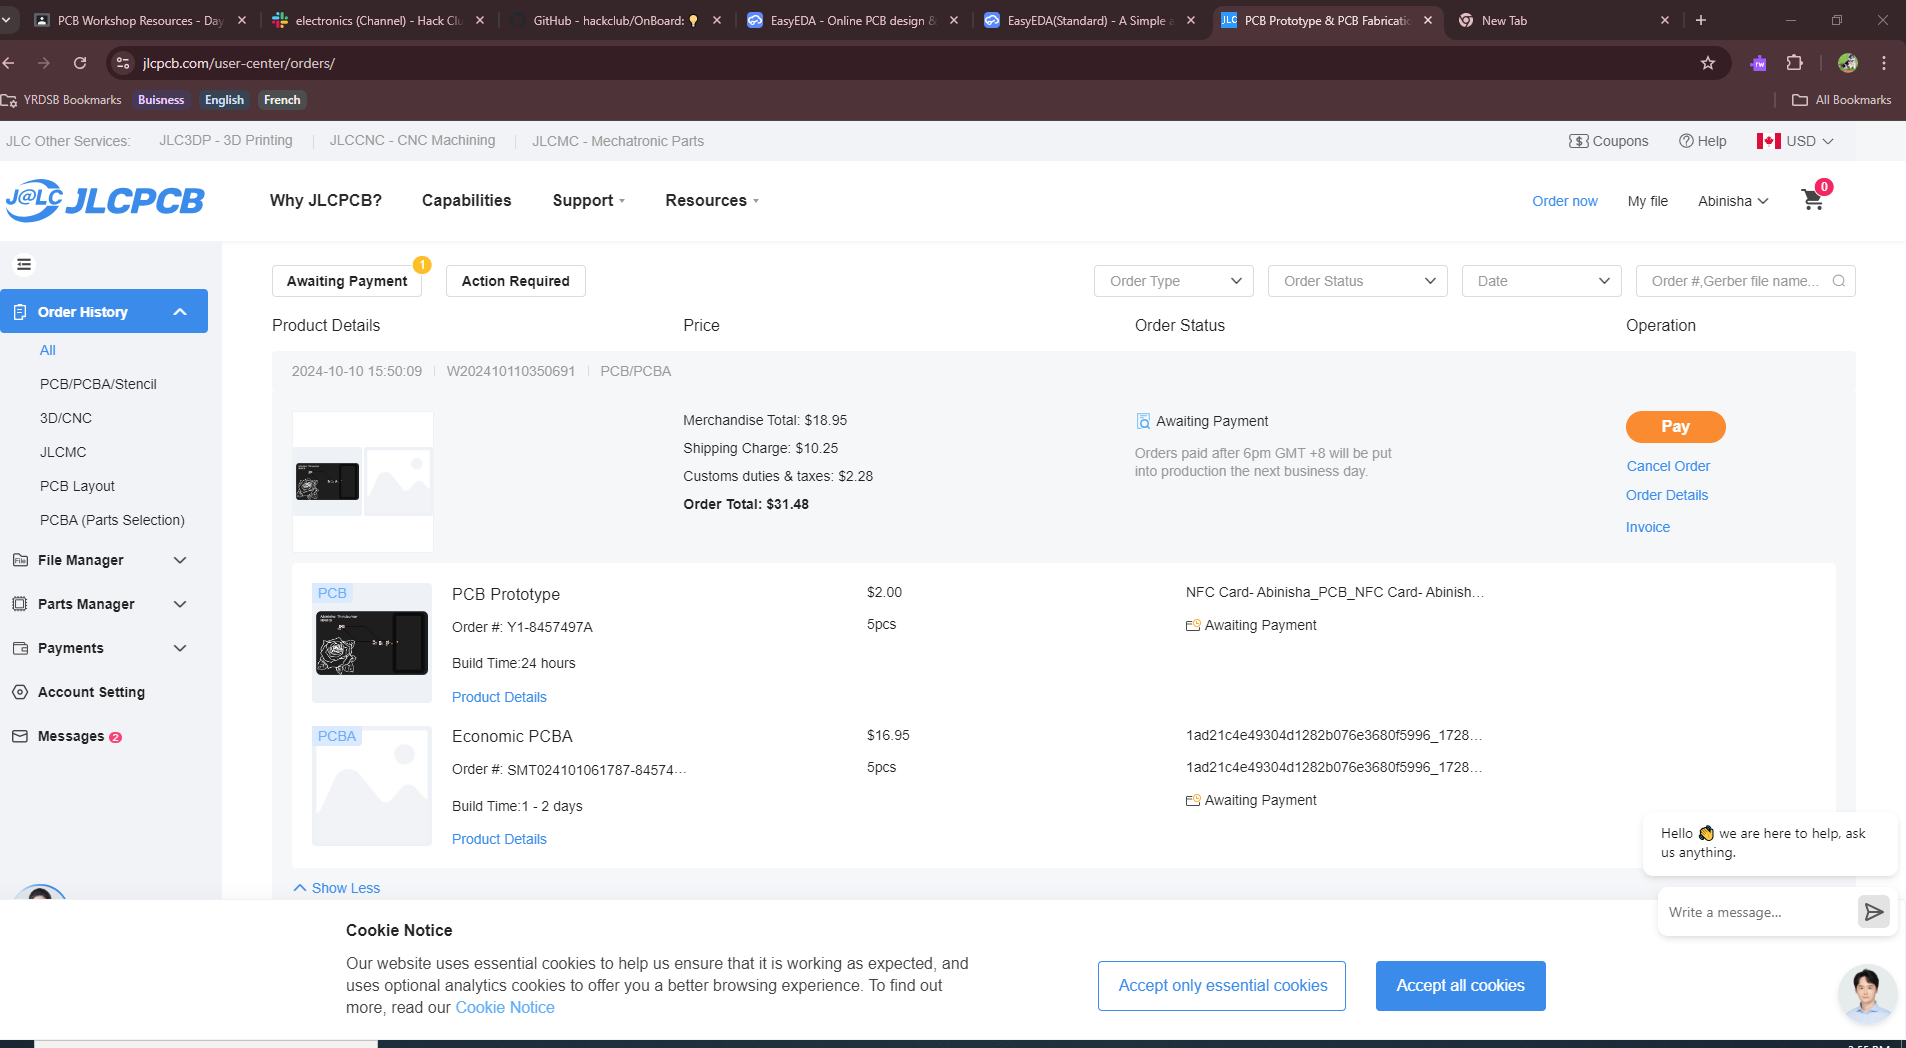 PCB Workshop Resources - Day
electronics (Channel) - Hack Clu
GitHub - hackclub/OnBoard:
EasyEDA - Online PCB design &
EasyEDA(Standard) - A Simple a
JLC PCB Prototype & PCB Fabricatio
New Tab
jlcpcb.com/user-center/orders/
YRDSB Bookmarks
Buisness
English
French
All Bookmarks
JLC Other Services:
JLC3DP - 3D Printing
JLCCNC - CNC Machining
JLCMC - Mechatronic Parts
Coupons
Help
USD
J@LC JLCPCB
Why JLCPCB?
Capabilities
Support
Resources
Order now
My file
Abinisha
0
Awaiting Payment
1
Action Required
Order Type
Order Status
Date
Order #,Gerber file name...
Order History
All
PCB/PCBA/Stencil
3D/CNC
JLCMC
PCB Layout
PCBA (Parts Selection)
File Manager
Parts Manager
Payments
Account Setting
Messages 2
Product Details
Price
Order Status
Operation
2024-10-10 15:50:09
W202410110350691
PCB/PCBA
Merchandise Total: $18.95
Shipping Charge: $10.25
Customs duties & taxes: $2.28
Order Total: $31.48
Awaiting Payment
Orders paid after 6pm GMT +8 will be put
into production the next business day.
Pay
Cancel Order
Order Details
Invoice
PCB
PCB Prototype
Order #: Y1-8457497A
Build Time:24 hours
Product Details
$2.00
5pcs
NFC Card- Abinisha_PCB_NFC Card- Abinish...
Awaiting Payment
PCBA
Economic PCBA
Order #: SMT024101061787-84574...
Build Time:1 - 2 days
Product Details
$16.95
5pcs
1ad21c4e49304d1282b076e3680f5996_1728...
1ad21c4e49304d1282b076e3680f5996_1728...
Awaiting Payment
Show Less
Hello 👋 we are here to help, ask
us anything.
Write a message...
Cookie Notice
Our website uses essential cookies to help us ensure that it is working as expected, and
uses optional analytics cookies to offer you a better browsing experience. To find out
more, read our Cookie Notice
Accept only essential cookies
Accept all cookies